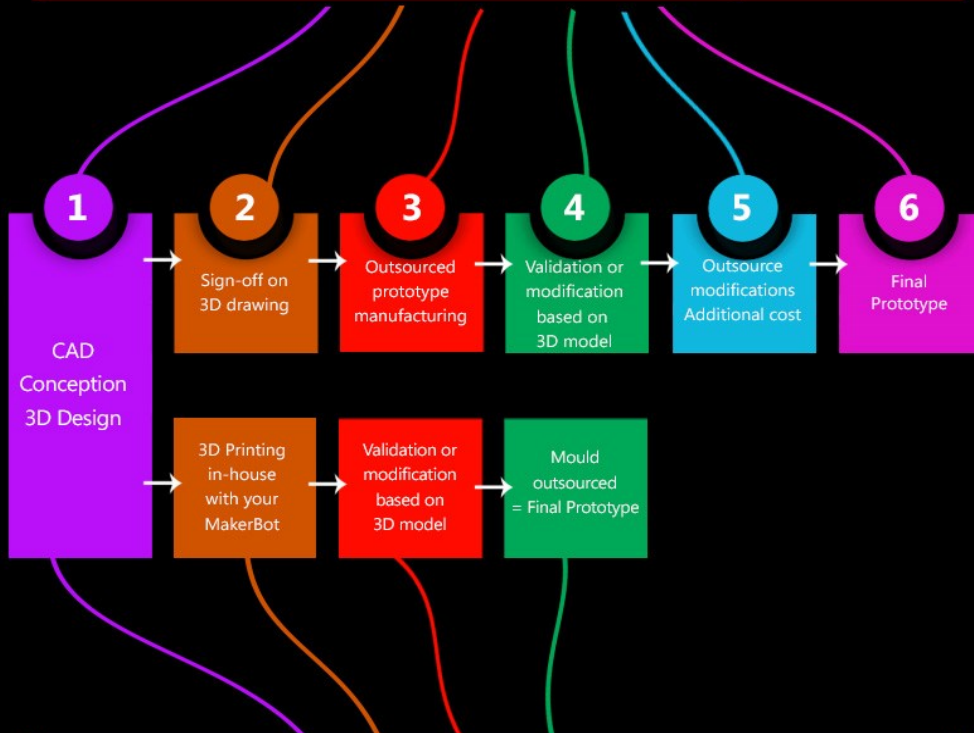 1
2
3
4
5
6
CAD
Conception
3D Design
Sign-off on
3D drawing
Outsourced
prototype
manufacturing
Validation or
modification
based on
3D model
Outsource
modifications
Additional cost
Final
Prototype
3D Printing
in-house
with your
MakerBot
Validation or
modification
based on
3D model
Mould
outsourced
= Final Prototype